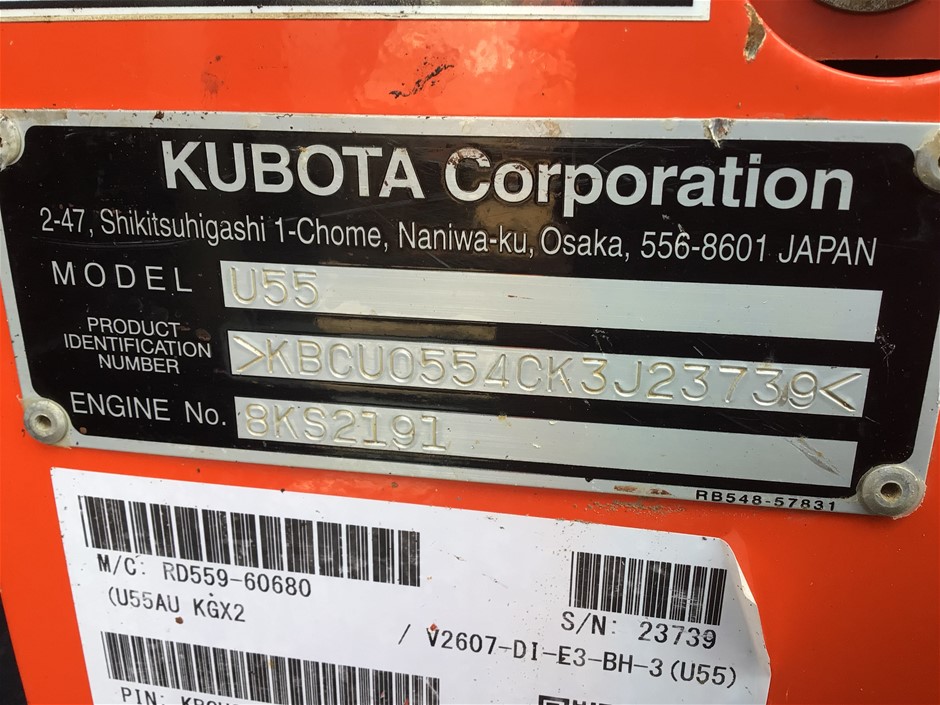 KUBOTA Corporation
2-47, Shikitsuhigashi 1-Chome, Naniwa-ku, Osaka, 556-8601 JAPAN
MODEL U55
PRODUCT
IDENTIFICATION
NUMBER >KBCU0554CK3J23739<
ENGINE No. 8KS2191
RB548-57831
M/C: RD559-60680
(U55AU KGX2
S/N: 23739
/ V2607-DI-E3-BH-3(U55)
PIN: